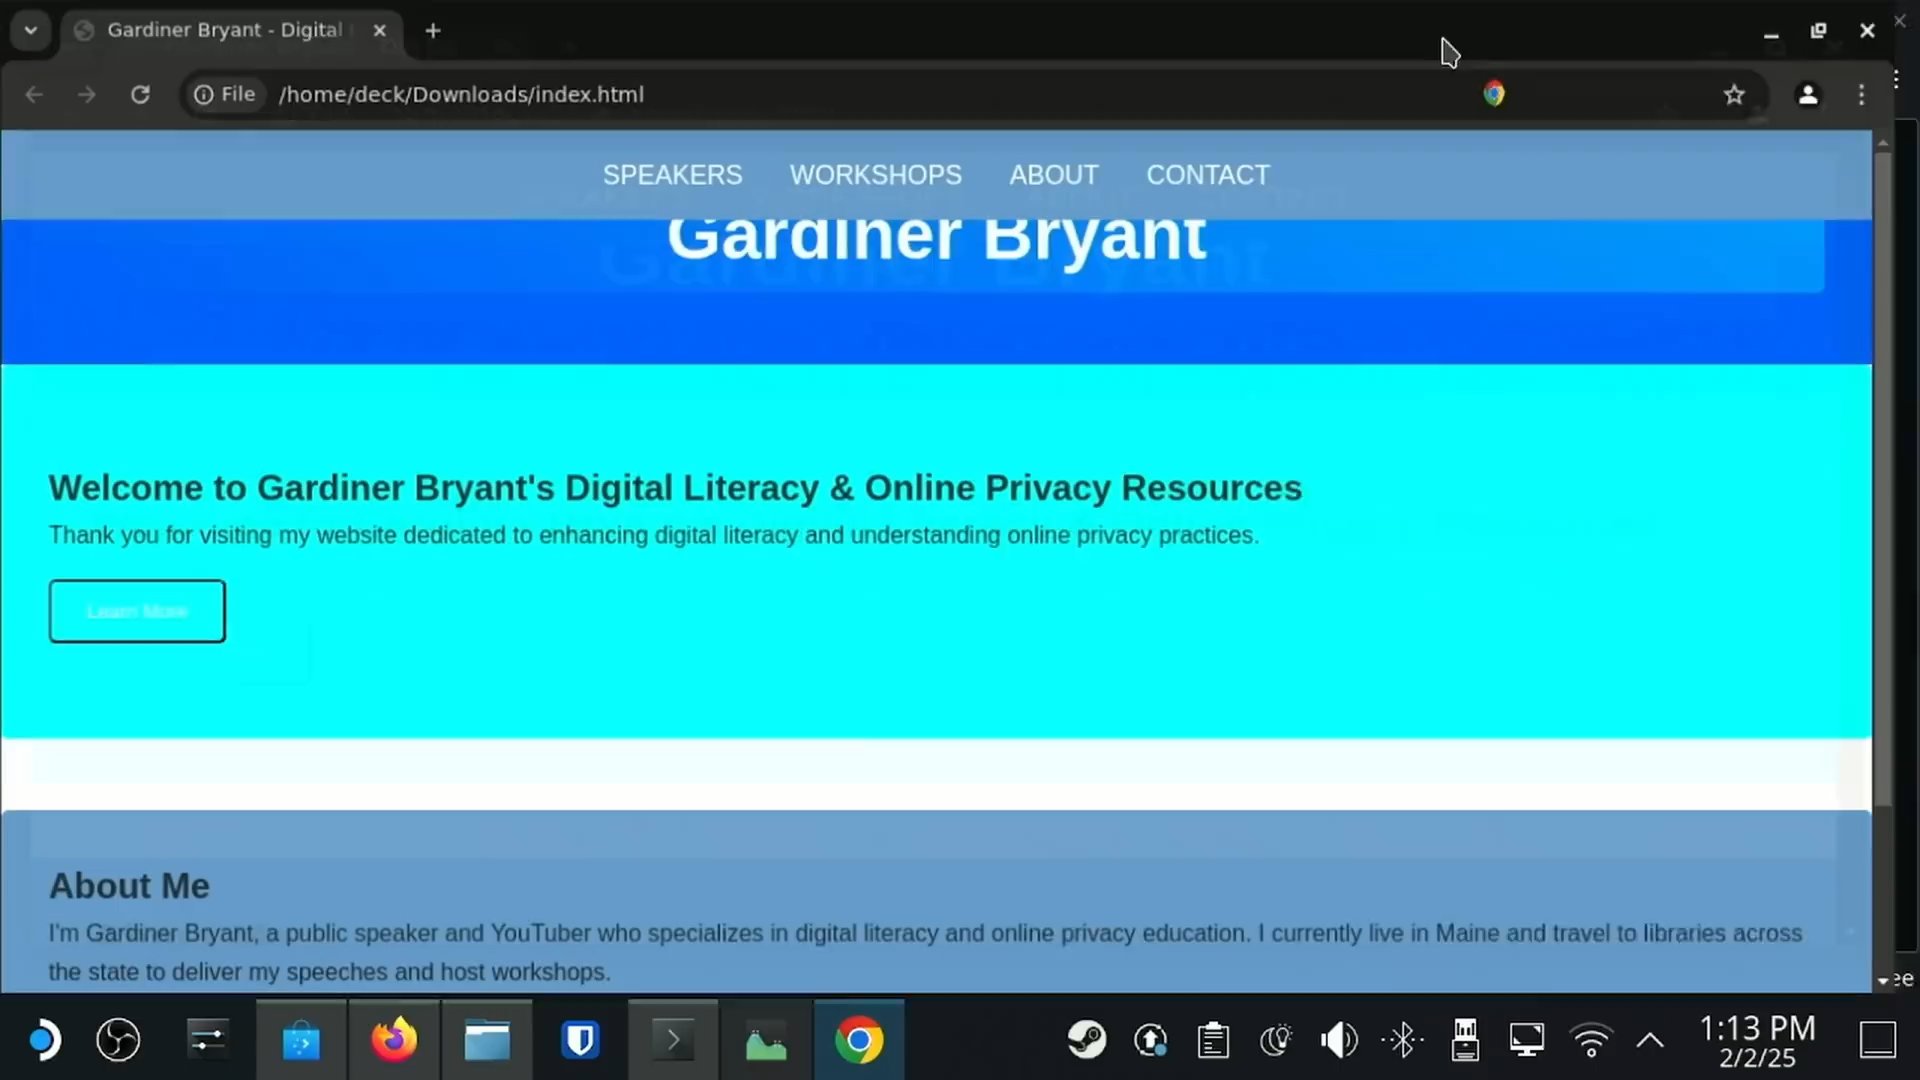 Gardiner Bryant - Digital
File
/home/deck/Downloads/index.html
SPEAKERS
WORKSHOPS
ABOUT
CONTACT
Gardiner Bryant
Welcome to Gardiner Bryant's Digital Literacy & Online Privacy Resources
Thank you for visiting my website dedicated to enhancing digital literacy and understanding online privacy practices.
Learn More
About Me
I'm Gardiner Bryant, a public speaker and YouTuber who specializes in digital literacy and online privacy education. I currently live in Maine and travel to libraries across
the state to deliver my speeches and host workshops.
1:13 PM
2/2/25